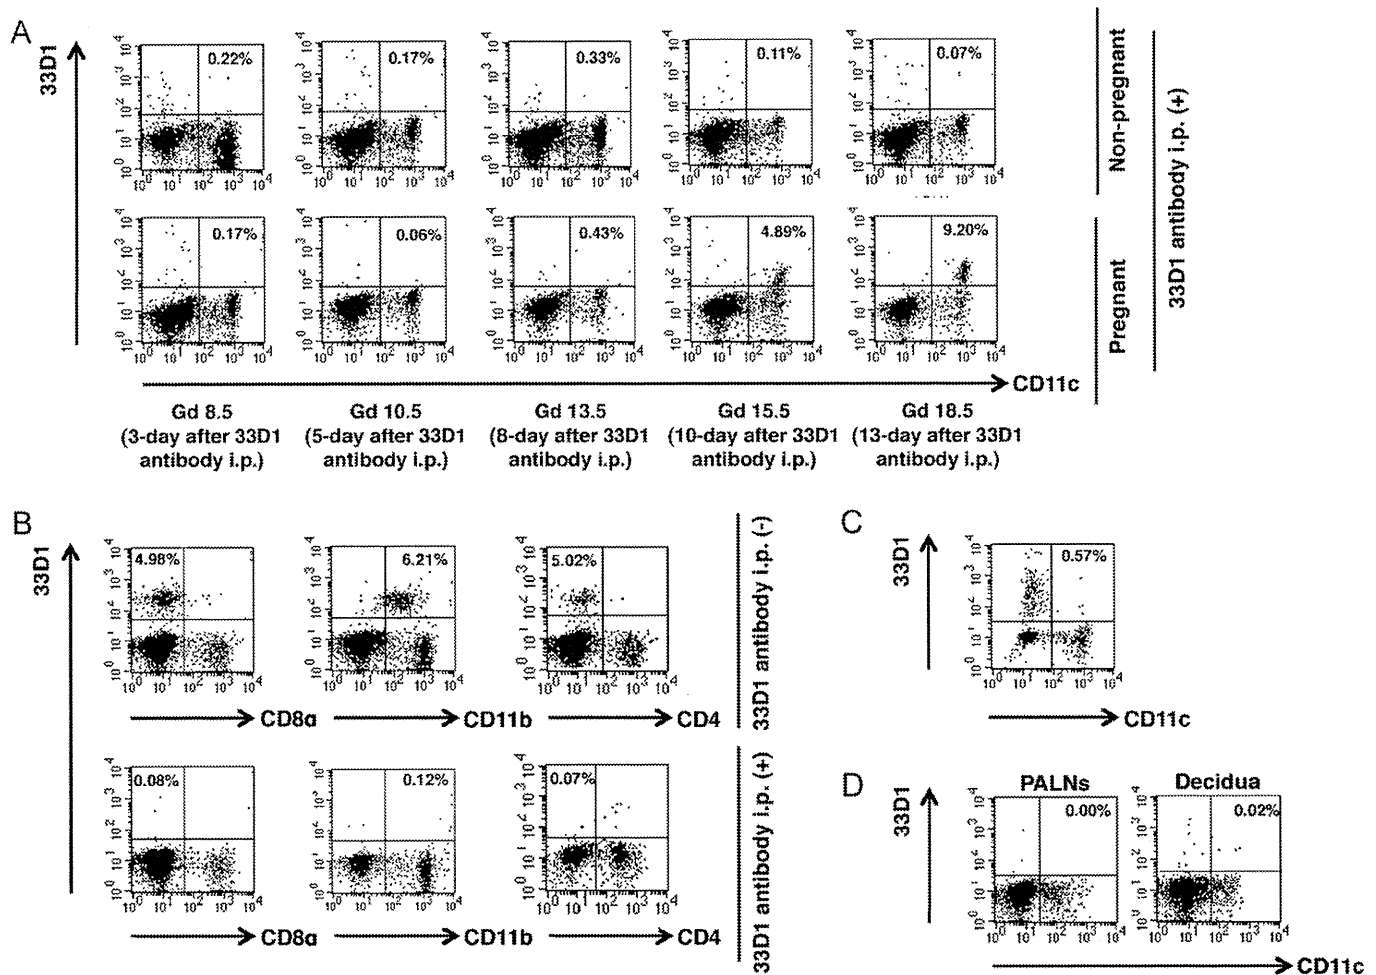 A
33D1
0.22%
0.17%
0.33%
0.11%
0.07%
Non-pregnant
0.17%
0.06%
0.43%
4.89%
9.20%
Pregnant
33D1 antibody i.p. (+)
10⁰ 10¹ 10² 10³ 10⁴
CD11c
Gd 8.5
(3-day after 33D1
antibody i.p.)
Gd 10.5
(5-day after 33D1
antibody i.p.)
Gd 13.5
(8-day after 33D1
antibody i.p.)
Gd 15.5
(10-day after 33D1
antibody i.p.)
Gd 18.5
(13-day after 33D1
antibody i.p.)
B
33D1
4.98%
6.21%
5.02%
CD8α
CD11b
CD4
33D1 antibody i.p. (-)
0.08%
0.12%
0.07%
CD8α
CD11b
CD4
33D1 antibody i.p. (+)
C
33D1
0.57%
CD11c
D
33D1
PALNs
0.00%
Decidua
0.02%
CD11c